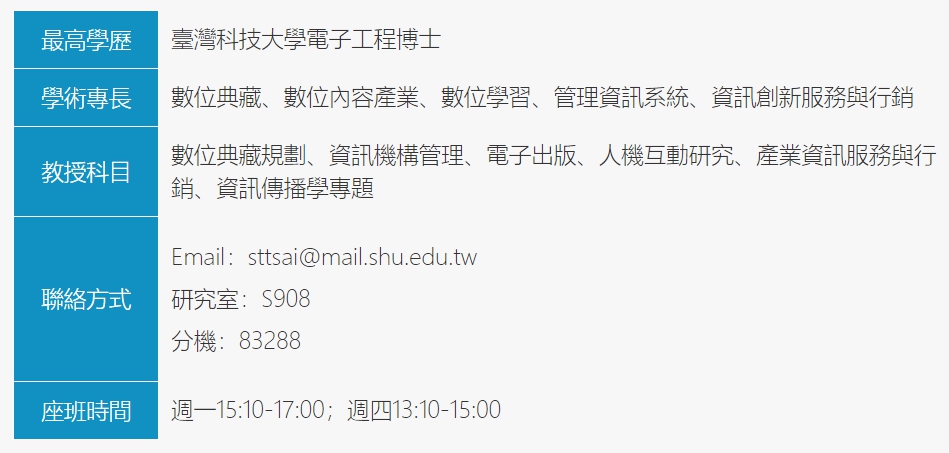 最高學歷
臺灣科技大學電子工程博士
學術專長
數位典藏、數位內容產業、數位學習、管理資訊系統、資訊創新服務與行銷
教授科目
數位典藏規劃、資訊機構管理、電子出版、人機互動研究、產業資訊服務與行
銷、資訊傳播學專題
聯絡方式
Email：sttsai@mail.shu.edu.tw
研究室：S908
分機：83288
座班時間
週一15:10-17:00；週四13:10-15:00